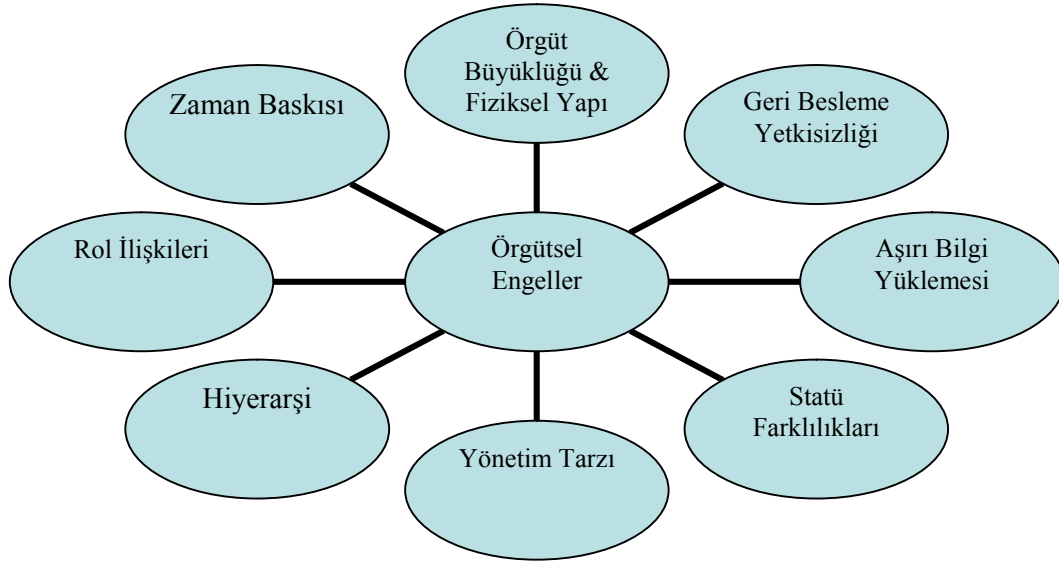 Örgüt
Büyüklüğü &
Fiziksel Yapı
Zaman Baskısı
Geri Besleme
Yetkisizliği
Rol İlişkileri
Örgütsel
Engeller
Aşırı Bilgi
Yüklemesi
Hiyerarşi
Statü
Farklılıkları
Yönetim Tarzı